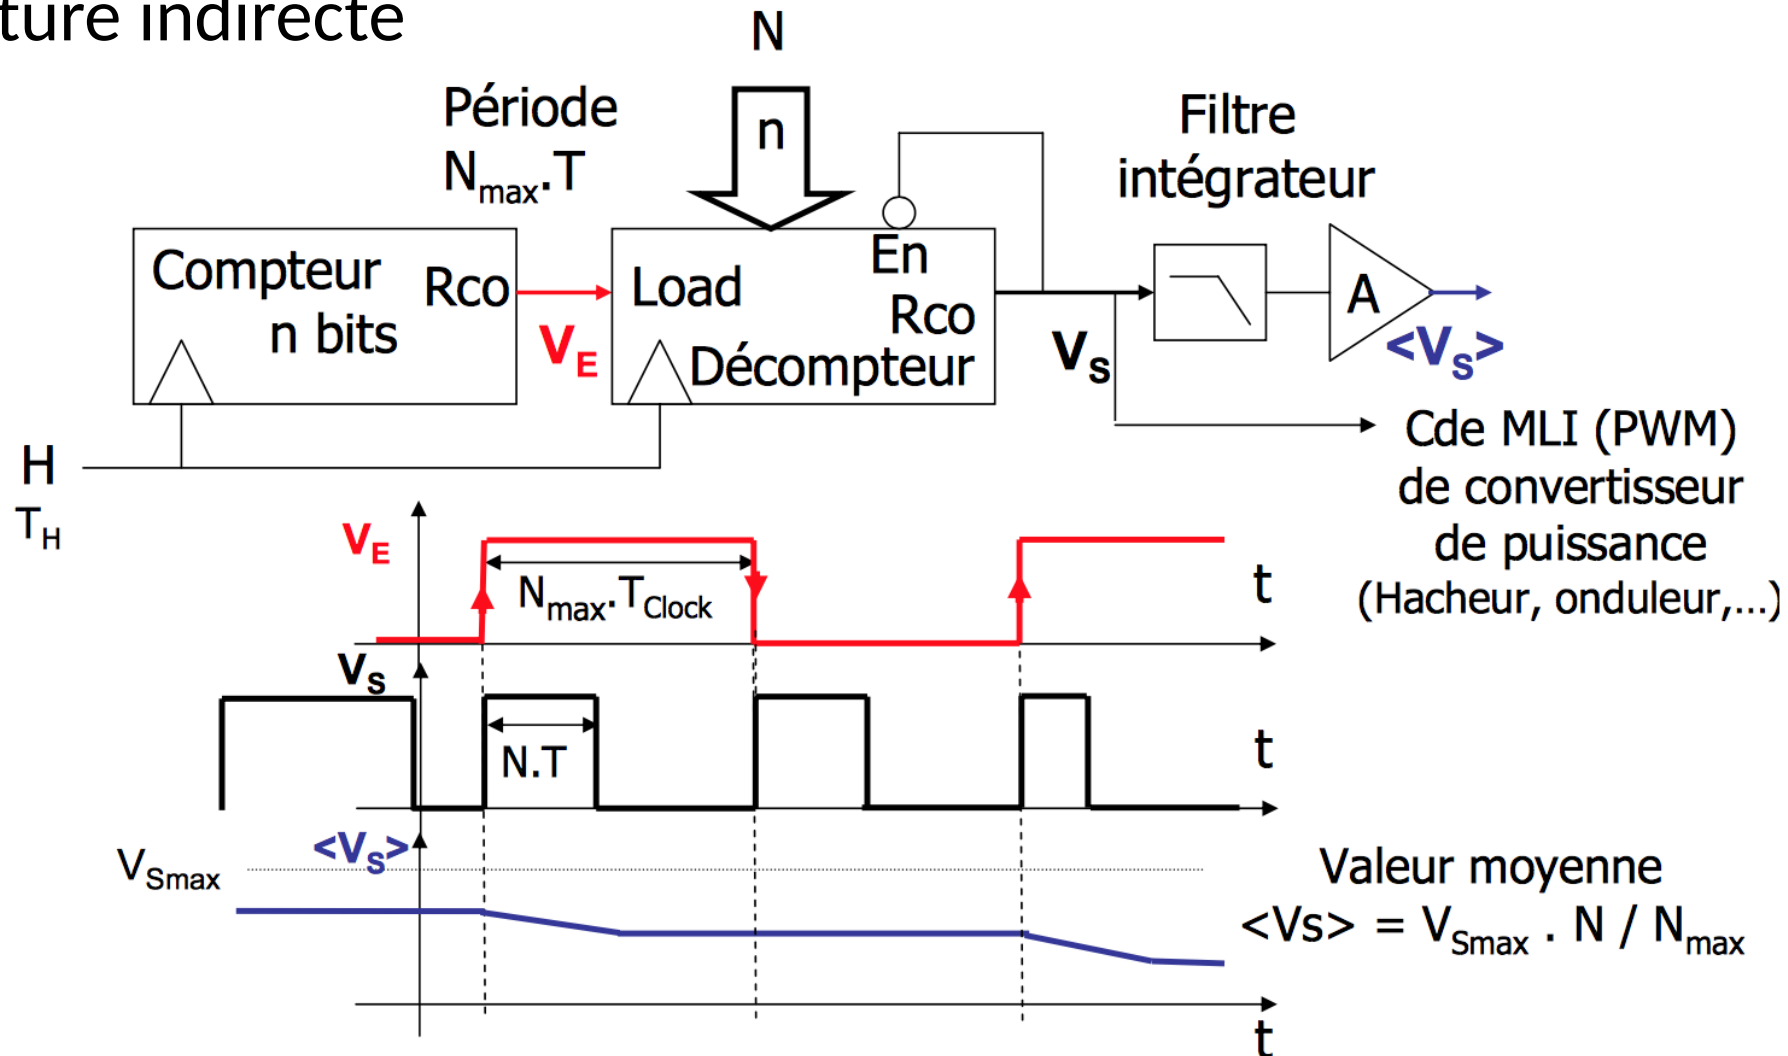 ture indirecte
N
Période
Nmax.T
n
Filtre
intégrateur
Compteur
n bits
Rco
VE
Load
En
Rco
Décompteur
VS
A
<VS>
H
TH
Cde MLI (PWM)
de convertisseur
de puissance
(Hacheur, onduleur,...)
VE
Nmax.TClock
t
VS
N.T
t
<VS>
VSmax
Valeur moyenne
<Vs> = VSmax . N / Nmax
t